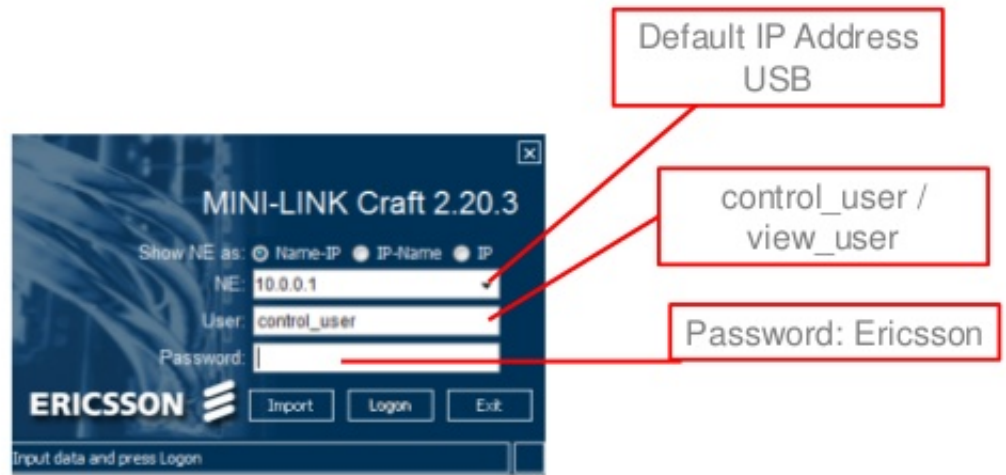 Default IP Address
USB
MINI-LINK Craft 2.20.3
Show NE as: Name-IP IP-Name IP
NE: 10.0.0.1
User: control_user
Password:
control_user /
view_user
Password: Ericsson
ERICSSON Import Logon Exit
Input data and press Logon